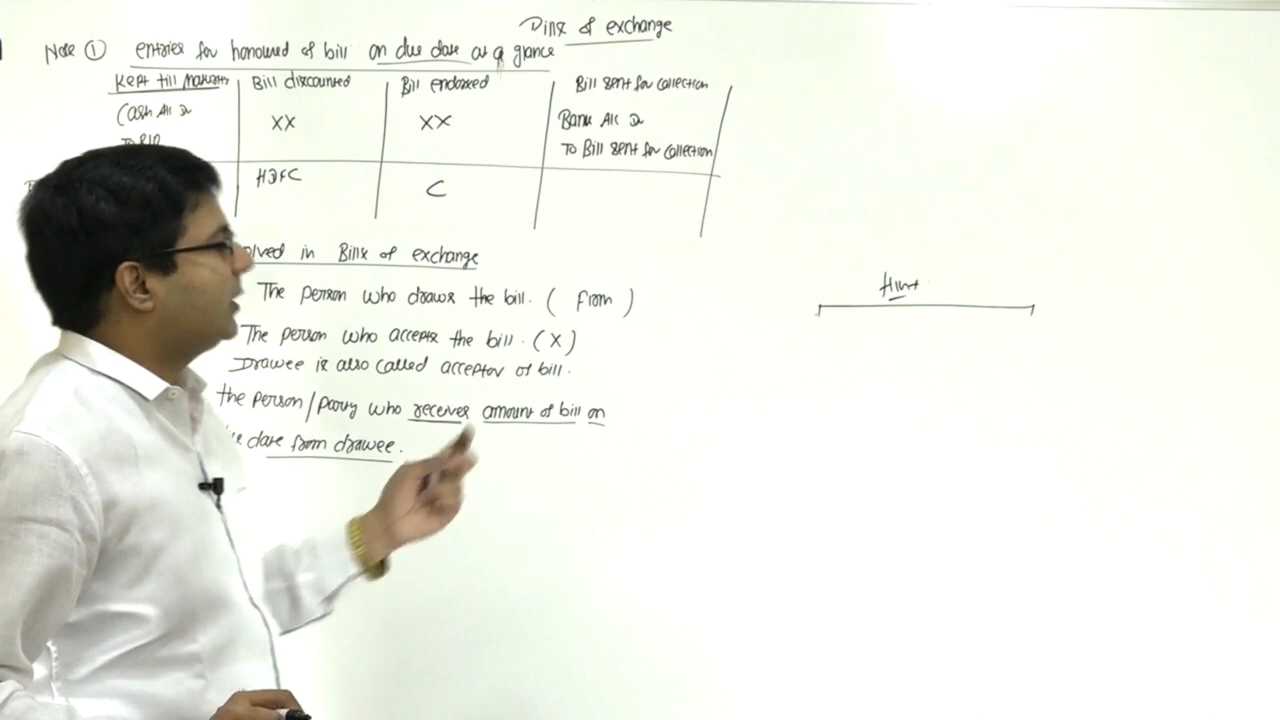 Bills of exchange
Note ① entries for honoured of bill on due date at a glance
Kept till maturity Bill discounted Bill endorsed Bill sent for collection
Cash A/c Dr XX XX Bank A/c Dr
To B/R To Bill sent for collection
HDFC C
olved in Bills of exchange
The person who draws the bill. ( From )
The person who accepts the bill. ( X )
Drawee is also called acceptor of bill.
the person/party who receives amount of bill on
date from drawee.